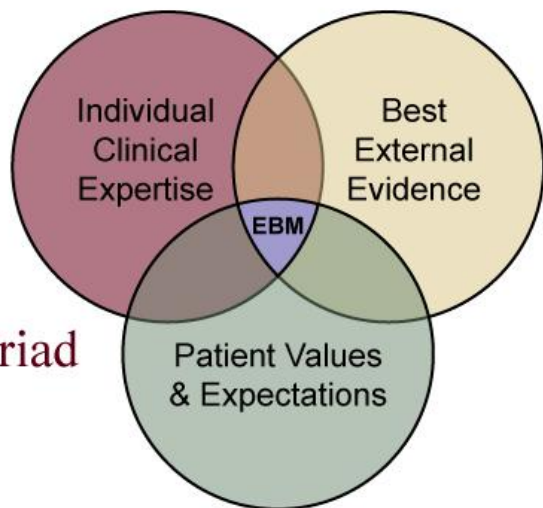 Individual
Clinical
Expertise
Best
External
Evidence
EBM
riad
Patient Values
& Expectations